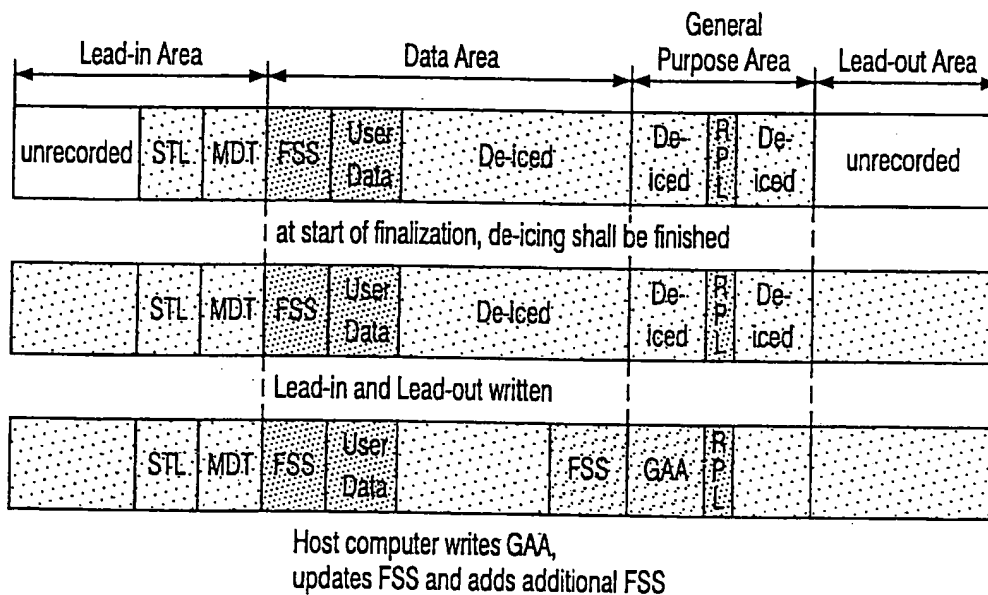 General
Lead-in Area Data Area Purpose Area Lead-out Area
unrecorded STL MDT FSS User Data De-iced De-iced RPL De-iced unrecorded
at start of finalization, de-icing shall be finished
STL MDT FSS User Data De-iced De-iced RPL De-iced
Lead-in and Lead-out written
STL MDT FSS User Data FSS GAA RPL
Host computer writes GAA,
updates FSS and adds additional FSS